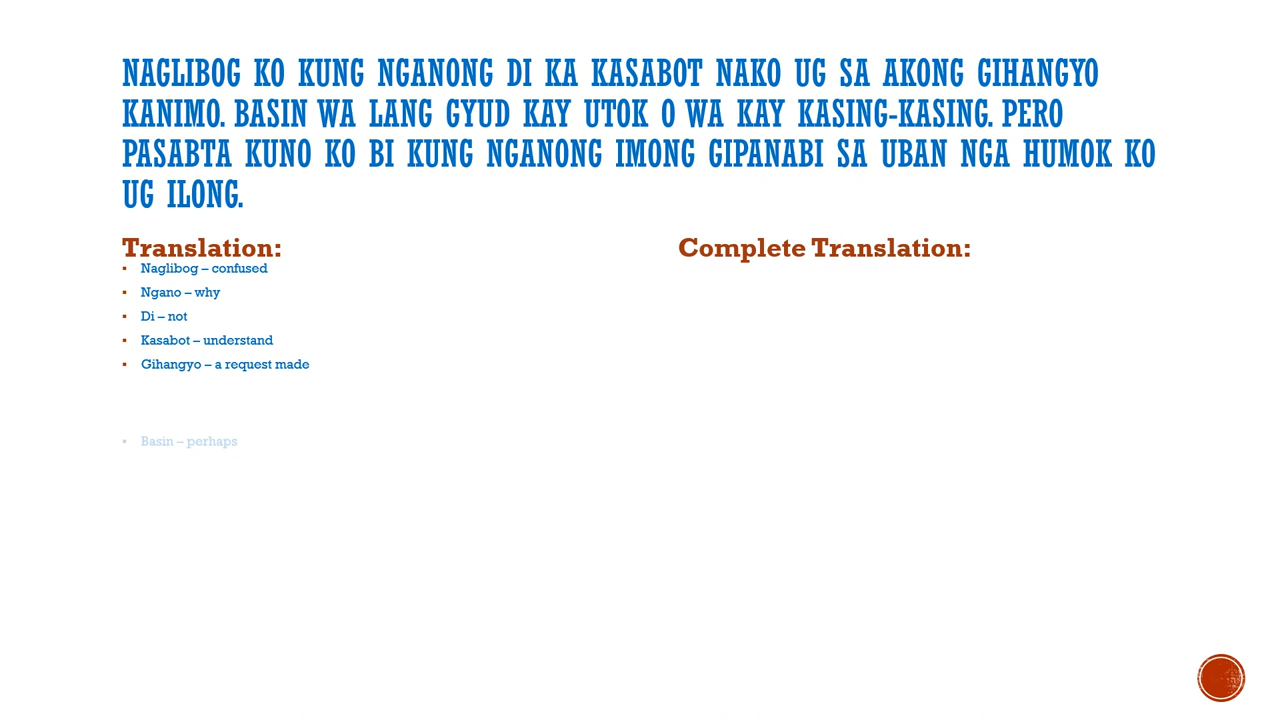 NAGLIBOG KO KUNG NGANONG DI KA KASABOT NAKO UG SA AKONG GIHANGYO
KANIMO. BASIN WA LANG GYUD KAY UTOK O WA KAY KASING-KASING. PERO
PASABTA KUNO KO BI KUNG NGANONG IMONG GIPANABI SA UBAN NGA HUMOK KO
UG ILONG.
Translation:
▪ Naglibog – confused
▪ Ngano – why
▪ Di – not
▪ Kasabot – understand
▪ Gihangyo – a request made
▪ Basin – perhaps
Complete Translation: